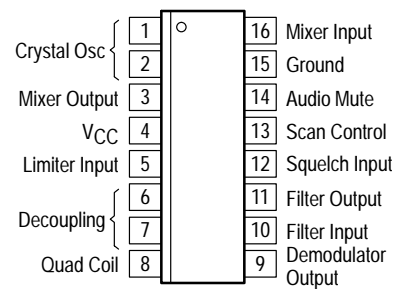 Crystal Osc
1
2
Mixer Output 3
VCC 4
Limiter Input 5
Decoupling
6
7
Quad Coil 8
16 Mixer Input
15 Ground
14 Audio Mute
13 Scan Control
12 Squelch Input
11 Filter Output
10 Filter Input
9 Demodulator
Output